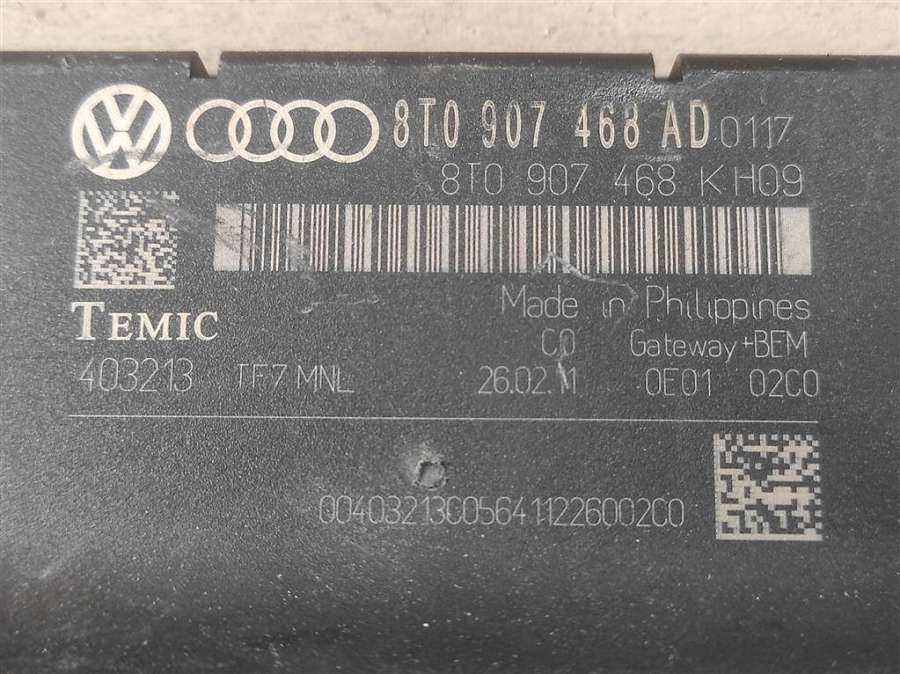 8T0 907 468 AD 0117
8T0 907 468 K H09
TEMIC
Made in Philippines
C0 Gateway+BEM
403213 TF7 MNL 26.02.11 0E01 02C0
00403213C056411226002C0